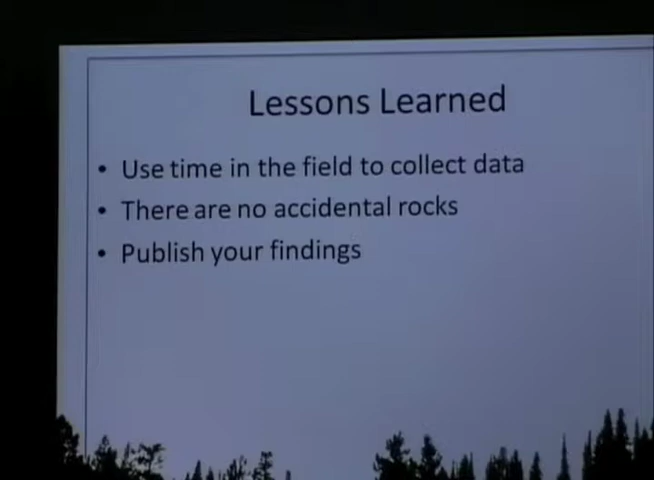 Lessons Learned
• Use time in the field to collect data
• There are no accidental rocks
• Publish your findings